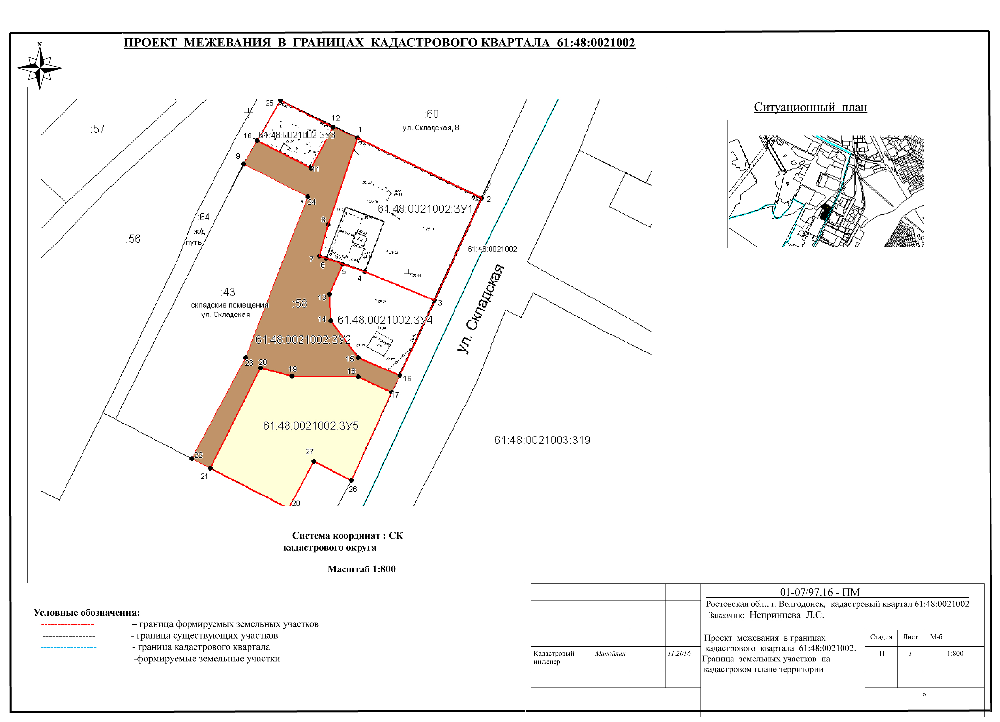 ПРОЕКТ МЕЖЕВАНИЯ В ГРАНИЦАХ КАДАСТРОВОГО КВАРТАЛА 61:48:0021002
N
Ситуационный план
25
12
:60
ул. Складская, 8
1
:57
10
61:48:0021002:ЗУ3
9
11
2
24
61:48:0021002:ЗУ1
8
:64
ж/д
путь
:56
КН
61:48:0021002
7
6
5
4
13
3
:43
складские помещения
ул. Складская
:58
ул. Складская
14
61:48:0021002:ЗУ4
61:48:0021002:ЗУ2
15
23
20
19
18
16
17
61:48:0021002:ЗУ5
61:48:0021003:319
22
27
21
26
28
Система координат : СК
кадастрового округа
Масштаб 1:800
Условные обозначения:
– граница формируемых земельных участков
- граница существующих участков
- граница кадастрового квартала
-формируемые земельные участки
01-07/97.16 - ПМ
Ростовская обл., г. Волгодонск, кадастровый квартал 61:48:0021002
Заказчик: Непринцева Л.С.
Проект межевания в границах
кадастрового квартала 61:48:0021002.
Граница земельных участков на
кадастровом плане территории
Стадия Лист М-б
П 1 1:800
Кадастровый
инженер
Манойлин 11.2016
»